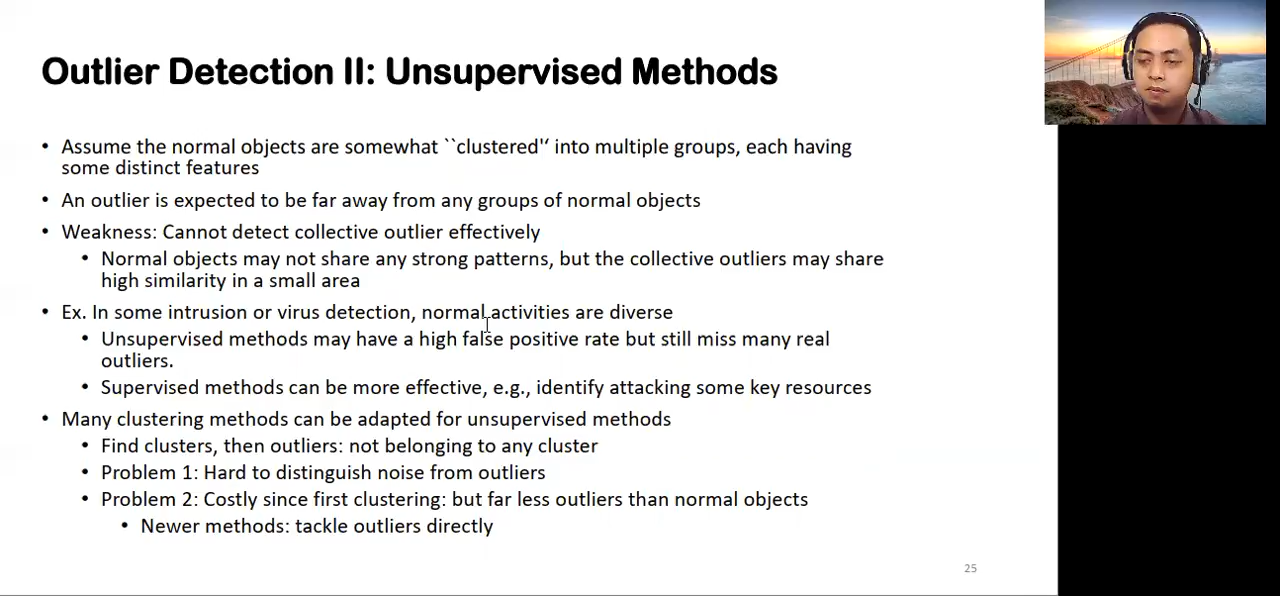 Outlier Detection II: Unsupervised Methods
• Assume the normal objects are somewhat ``clustered'' into multiple groups, each having
some distinct features
• An outlier is expected to be far away from any groups of normal objects
• Weakness: Cannot detect collective outlier effectively
• Normal objects may not share any strong patterns, but the collective outliers may share
high similarity in a small area
• Ex. In some intrusion or virus detection, normal activities are diverse
• Unsupervised methods may have a high false positive rate but still miss many real
outliers.
• Supervised methods can be more effective, e.g., identify attacking some key resources
• Many clustering methods can be adapted for unsupervised methods
• Find clusters, then outliers: not belonging to any cluster
• Problem 1: Hard to distinguish noise from outliers
• Problem 2: Costly since first clustering: but far less outliers than normal objects
• Newer methods: tackle outliers directly
25